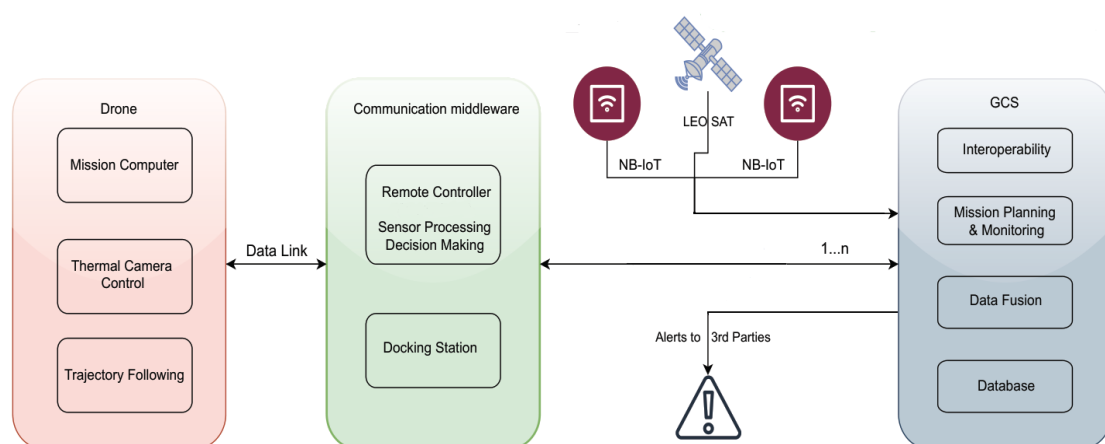 Drone
Mission Computer
Thermal Camera
Control
Trajectory Following
Data Link
Communication middleware
Remote Controller
Sensor Processing
Decision Making
Docking Station
LEO SAT
NB-IoT
NB-IoT
1...n
Alerts to 3rd Parties
GCS
Interoperability
Mission Planning
& Monitoring
Data Fusion
Database